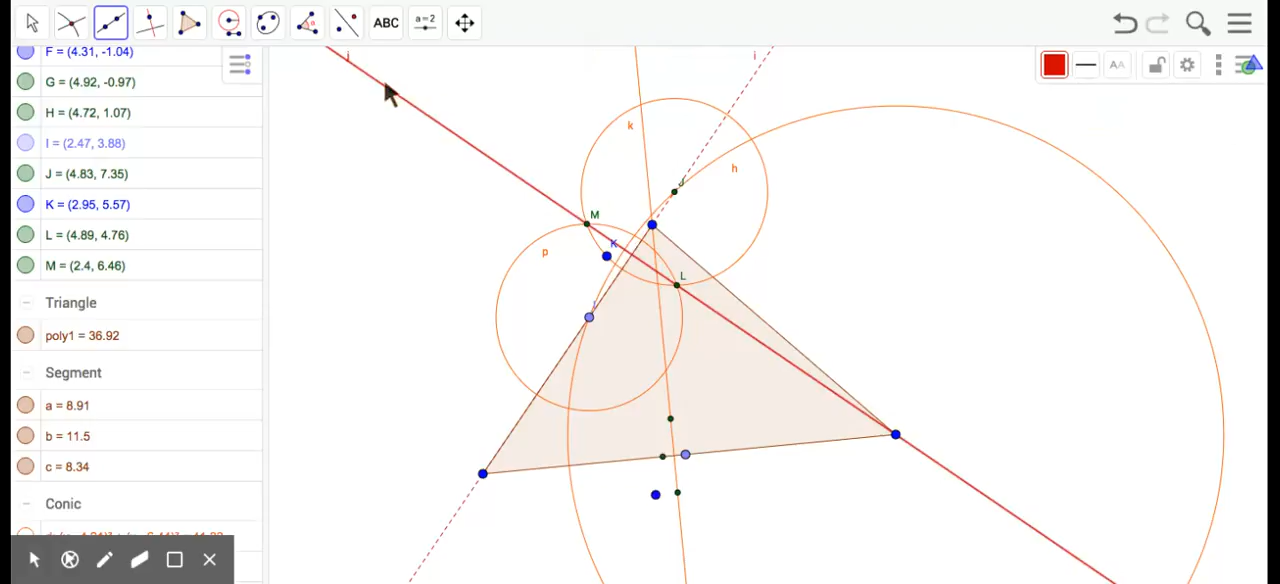 ABC
a=2
F = (4.31, -1.04)
G = (4.92, -0.97)
H = (4.72, 1.07)
I = (2.47, 3.88)
J = (4.83, 7.35)
K = (2.95, 5.57)
L = (4.89, 4.76)
M = (2.4, 6.46)
Triangle
poly1 = 36.92
Segment
a = 8.91
b = 11.5
c = 8.34
Conic
AA
j
i
k
h
J
M
K
p
L
I